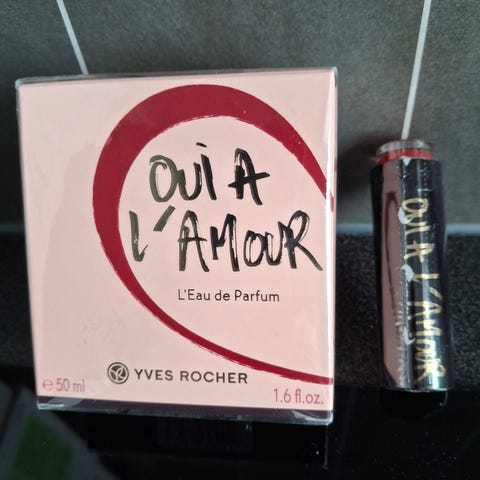 OUI A
L'AMOUR
L'Eau de Parfum
YVES ROCHER
℮ 50 ml
1.6 fl.oz.
OUI A L'AMOUR